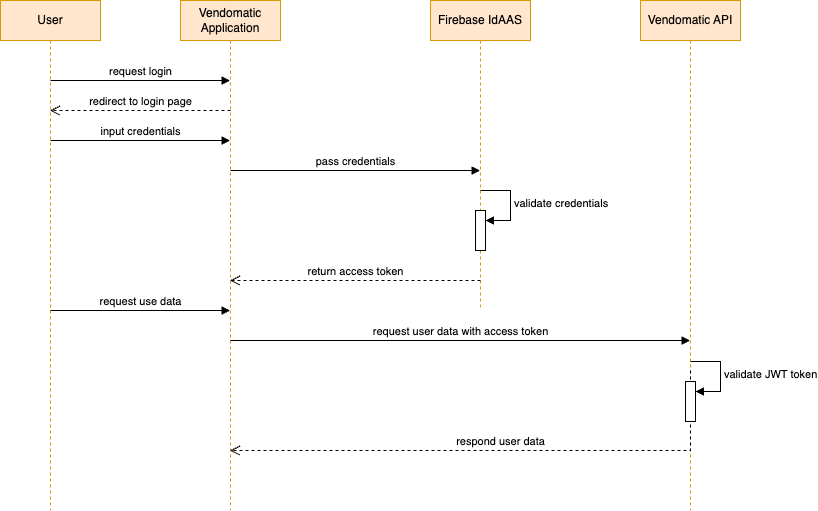 User
Vendomatic
Application
Firebase IdAAS
Vendomatic API
request login
redirect to login page
input credentials
pass credentials
validate credentials
return access token
request use data
request user data with access token
validate JWT token
respond user data